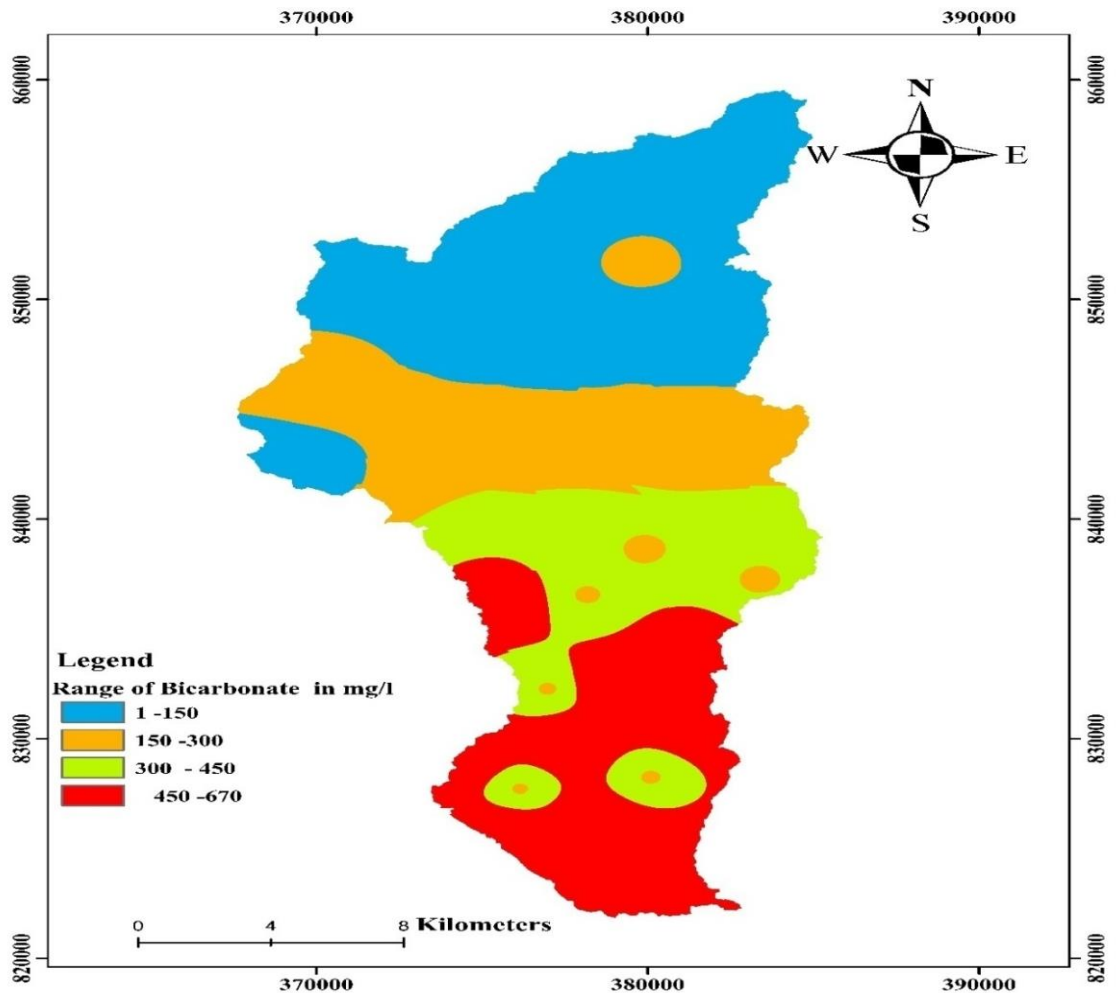 370000 380000 390000
860000 860000
N
W E
S
850000 850000
840000 840000
Legend
Range of Bicarbonate in mg/l
1 -150
830000 830000
150 -300
300 - 450
450 -670
0 4 8 Kilometers
820000 820000
370000 380000 390000